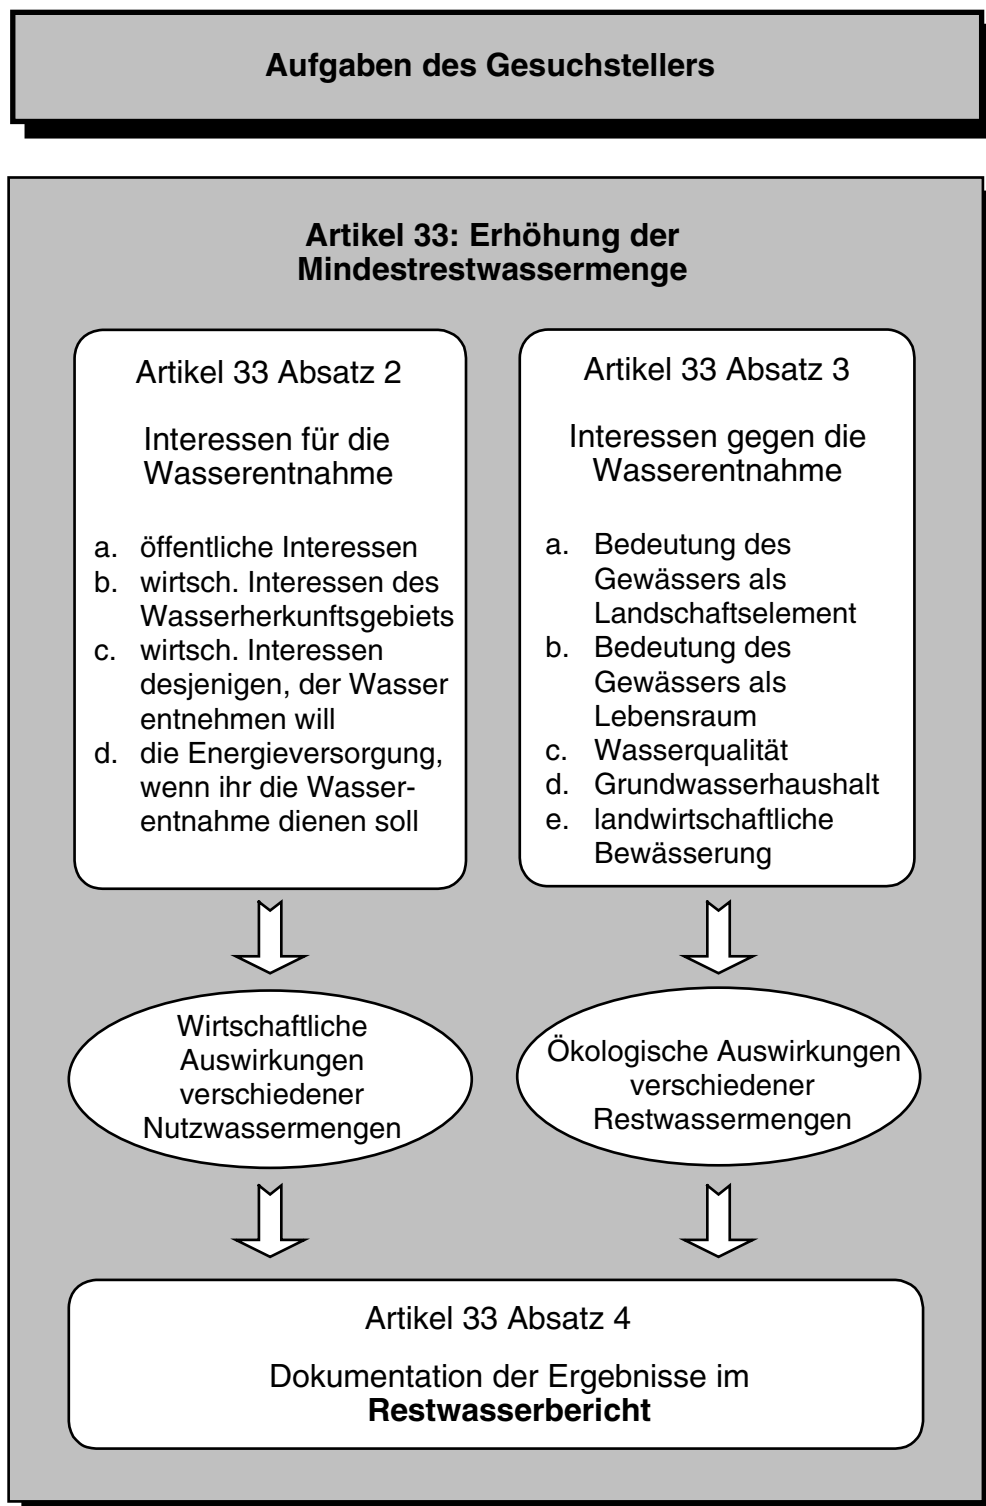 Aufgaben des Gesuchstellers
Artikel 33: Erhöhung der
Mindestrestwassermenge
Artikel 33 Absatz 2
Interessen für die
Wasserentnahme
a. öffentliche Interessen
b. wirtsch. Interessen des
Wasserherkunftsgebiets
c. wirtsch. Interessen
desjenigen, der Wasser
entnehmen will
d. die Energieversorgung,
wenn ihr die Wasser-
entnahme dienen soll
Artikel 33 Absatz 3
Interessen gegen die
Wasserentnahme
a. Bedeutung des
Gewässers als
Landschaftselement
b. Bedeutung des
Gewässers als
Lebensraum
c. Wasserqualität
d. Grundwasserhaushalt
e. landwirtschaftliche
Bewässerung
Wirtschaftliche
Auswirkungen
verschiedener
Nutzwassermengen
Ökologische Auswirkungen
verschiedener
Restwassermengen
Artikel 33 Absatz 4
Dokumentation der Ergebnisse im
Restwasserbericht